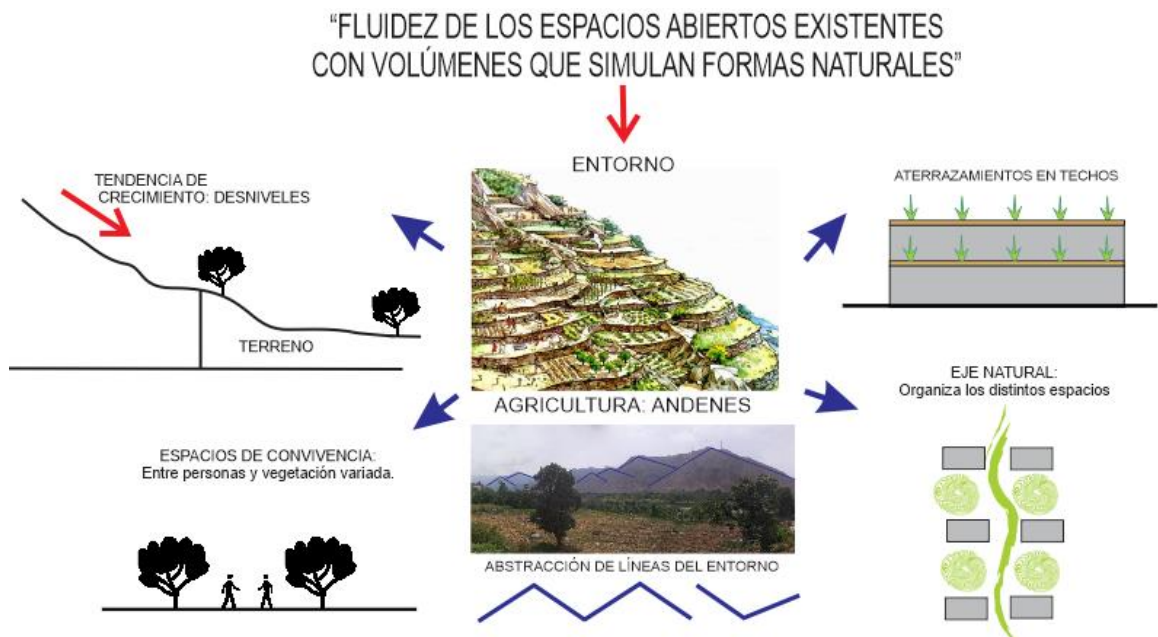 “FLUIDEZ DE LOS ESPACIOS ABIERTOS EXISTENTES
CON VOLÚMENES QUE SIMULAN FORMAS NATURALES”
ENTORNO
TENDENCIA DE
CRECIMIENTO: DESNIVELES
TERRENO
ATERRAZAMIENTOS EN TECHOS
AGRICULTURA: ANDENES
EJE NATURAL:
Organiza los distintos espacios
ESPACIOS DE CONVIVENCIA:
Entre personas y vegetación variada.
ABSTRACCIÓN DE LÍNEAS DEL ENTORNO